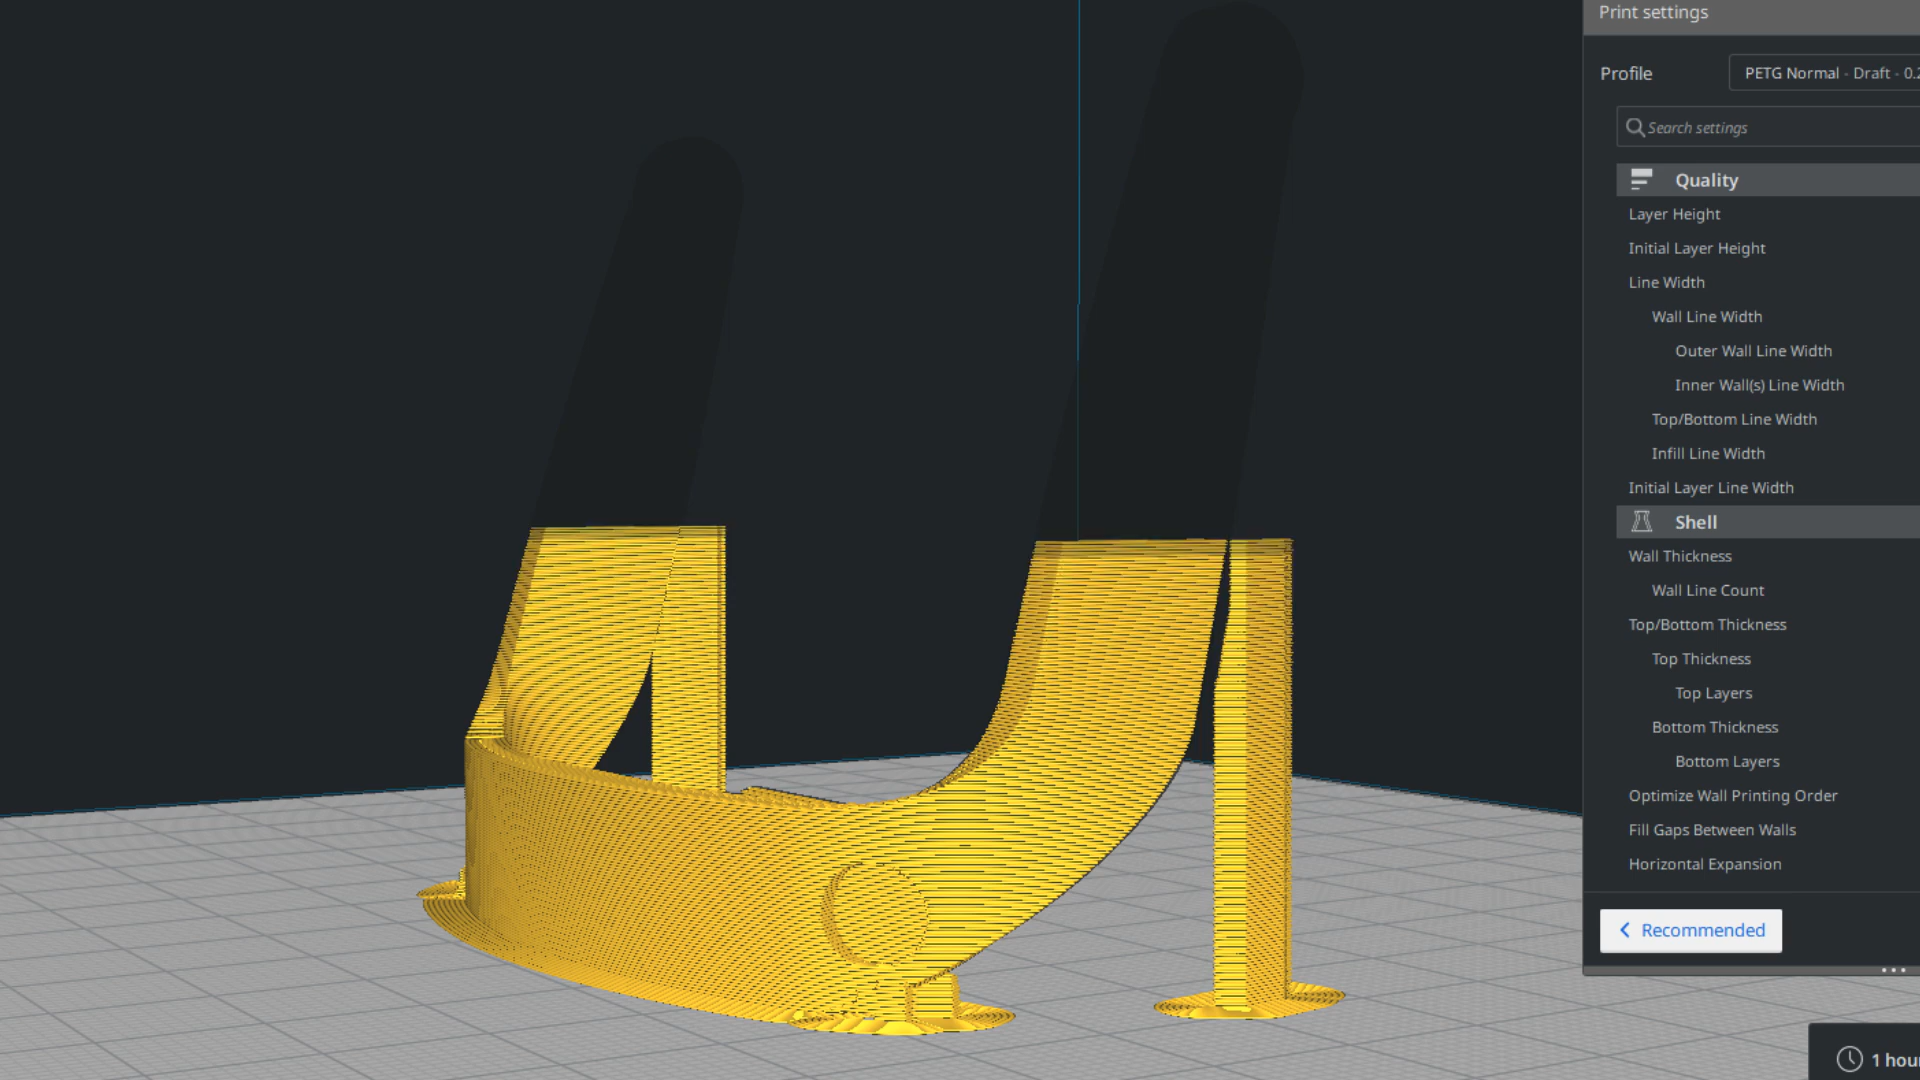 Print settings
Profile
PETG Normal - Draft - 0.2
Search settings
Quality
Layer Height
Initial Layer Height
Line Width
Wall Line Width
Outer Wall Line Width
Inner Wall(s) Line Width
Top/Bottom Line Width
Infill Line Width
Initial Layer Line Width
Shell
Wall Thickness
Wall Line Count
Top/Bottom Thickness
Top Thickness
Top Layers
Bottom Thickness
Bottom Layers
Optimize Wall Printing Order
Fill Gaps Between Walls
Horizontal Expansion
Recommended
1 hour